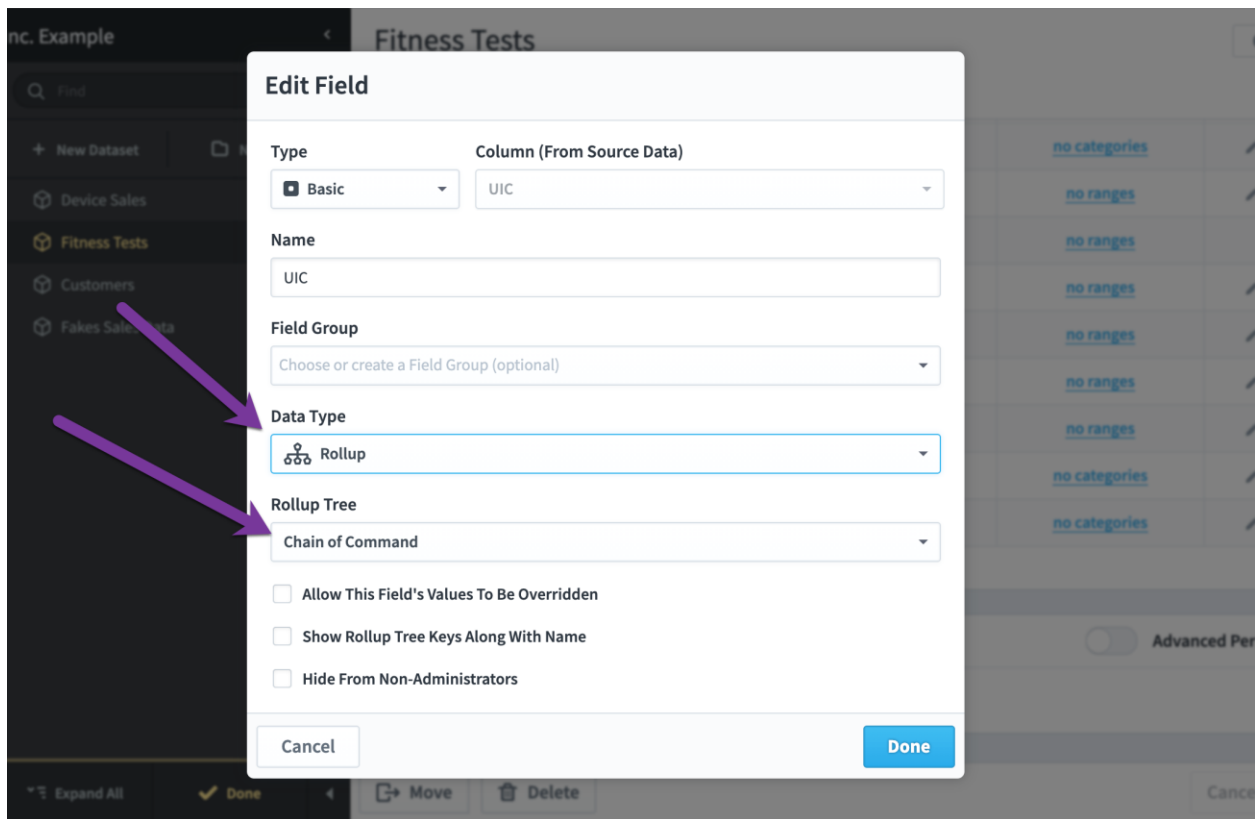 nc. Example
Fitness Tests
Find
New Dataset
Device Sales
Fitness Tests
Customers
Fakes Sales Data
Expand All
Done
Edit Field
Type
Column (From Source Data)
Basic
UIC
Name
UIC
Field Group
Choose or create a Field Group (optional)
Data Type
Rollup
Rollup Tree
Chain of Command
Allow This Field's Values To Be Overridden
Show Rollup Tree Keys Along With Name
Hide From Non-Administrators
Cancel
Done
no categories
no ranges
no ranges
no ranges
no ranges
no ranges
no ranges
no categories
no categories
Advanced Per
Move
Delete
Cance